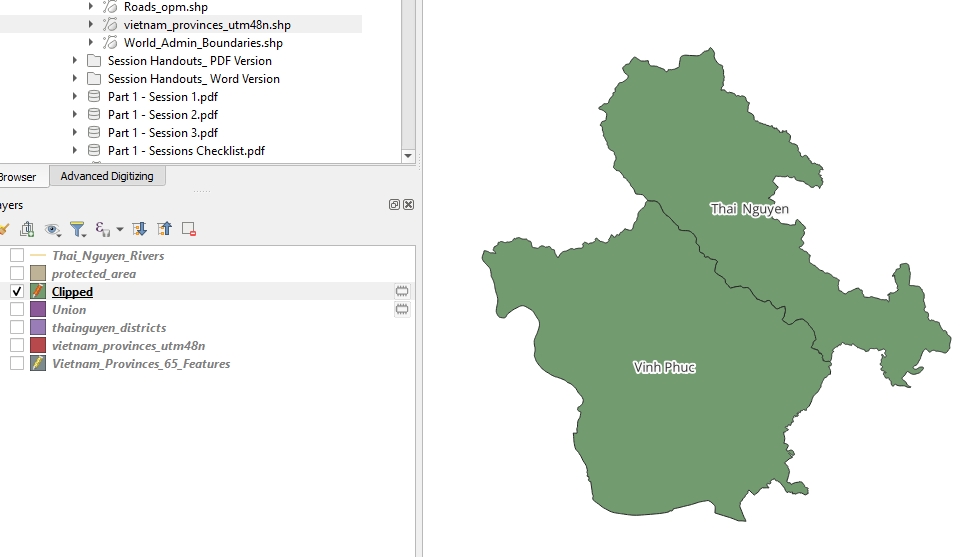 Roads_opm.shp
vietnam_provinces_utm48n.shp
World_Admin_Boundaries.shp
Session Handouts_ PDF Version
Session Handouts_ Word Version
Part 1 - Session 1.pdf
Part 1 - Session 2.pdf
Part 1 - Session 3.pdf
Part 1 - Sessions Checklist.pdf
Browser Advanced Digitizing
ayers
Thai_Nguyen_Rivers
protected_area
Clipped
Union
thainguyen_districts
vietnam_provinces_utm48n
Vietnam_Provinces_65_Features
Thai Nguyen
Vinh Phuc